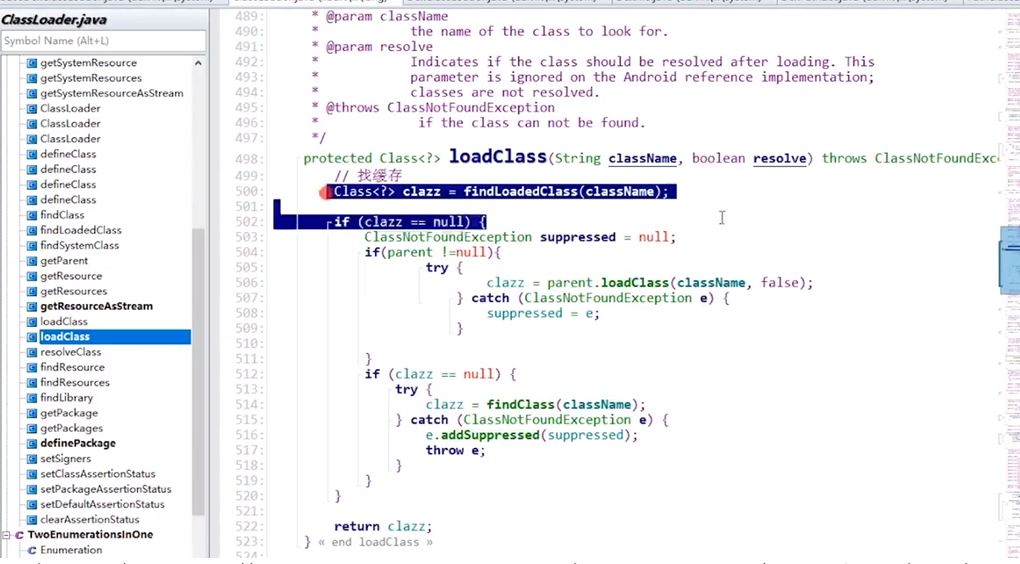 ClassLoader.java
Symbol Name (Alt+L)
getSystemResource
getSystemResources
getSystemResourceAsStream
ClassLoader
ClassLoader
ClassLoader
defineClass
defineClass
defineClass
defineClass
findClass
findLoadedClass
findSystemClass
getParent
getResource
getResources
getResourceAsStream
loadClass
loadClass
resolveClass
findResource
findResources
findLibrary
getPackage
getPackages
definePackage
setSigners
setClassAssertionStatus
setPackageAssertionStatus
setDefaultAssertionStatus
clearAssertionStatus
TwoEnumerationsInOne
Enumeration
489: * @param className
490: * the name of the class to look for.
491: * @param resolve
492: * Indicates if the class should be resolved after loading. This
493: * parameter is ignored on the Android reference implementation;
494: * classes are not resolved.
495: * @throws ClassNotFoundException
496: * if the class can not be found.
497: */
498: protected Class<?> loadClass(String className, boolean resolve) throws ClassNotFoundExc
499: // 找缓存
500: Class<?> clazz = findLoadedClass(className);
501:
502: if (clazz == null) {
503: ClassNotFoundException suppressed = null;
504: if(parent !=null){
505: try {
506: clazz = parent.loadClass(className, false);
507: } catch (ClassNotFoundException e) {
508: suppressed = e;
509: }
510:
511: }
512: if (clazz == null) {
513: try {
514: clazz = findClass(className);
515: } catch (ClassNotFoundException e) {
516: e.addSuppressed(suppressed);
517: throw e;
518: }
519: }
520: }
521:
522: return clazz;
523: } « end loadClass »